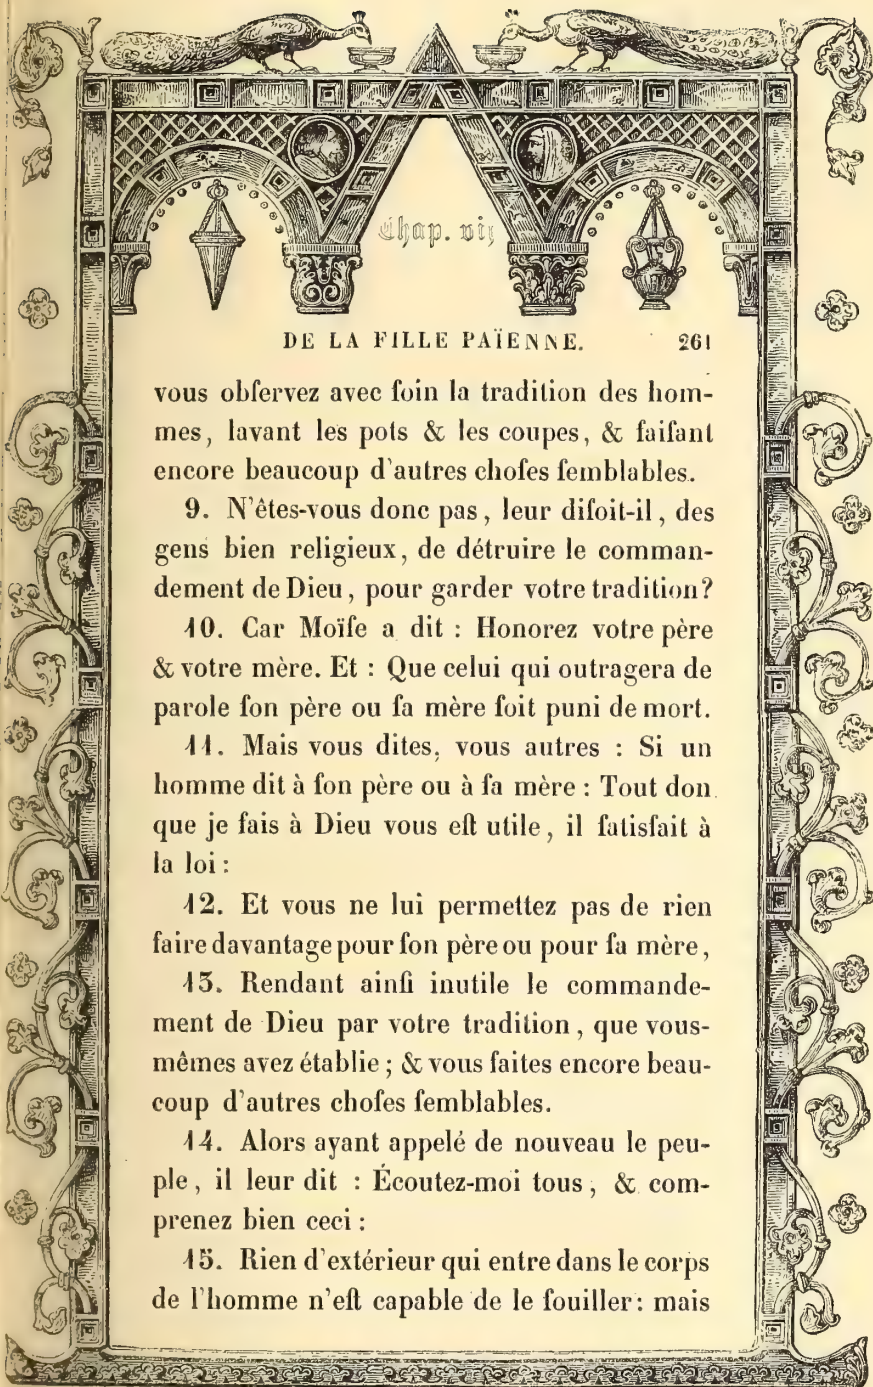 Chap. vij
DE LA FILLE PAÏENNE. 261
vous obſervez avec ſoin la tradition des hom-
mes, lavant les pots & les coupes, & faiſant
encore beaucoup d'autres choſes ſemblables.
9. N'êtes-vous donc pas, leur diſoit-il, des
gens bien religieux, de détruire le comman-
dement de Dieu, pour garder votre tradition?
10. Car Moïſe a dit : Honorez votre père
& votre mère. Et : Que celui qui outragera de
parole ſon père ou ſa mère ſoit puni de mort.
11. Mais vous dites, vous autres : Si un
homme dit à ſon père ou à ſa mère : Tout don
que je fais à Dieu vous eſt utile, il ſatisfait à
la loi :
12. Et vous ne lui permettez pas de rien
faire davantage pour ſon père ou pour ſa mère,
13. Rendant ainſi inutile le commande-
ment de Dieu par votre tradition, que vous-
mêmes avez établie ; & vous faites encore beau-
coup d'autres choſes ſemblables.
14. Alors ayant appelé de nouveau le peu-
ple, il leur dit : Écoutez-moi tous, & com-
prenez bien ceci :
15. Rien d'extérieur qui entre dans le corps
de l'homme n'eſt capable de le ſouiller : mais